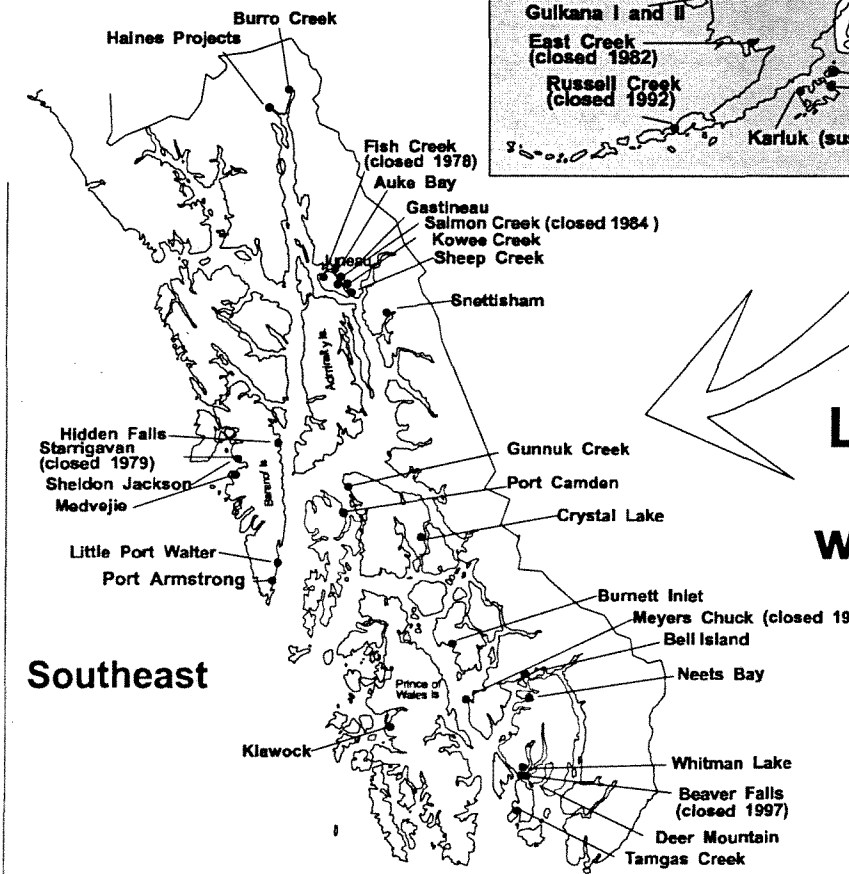 Burro Creek
Haines Projects
Gulkana I and II
East Creek
(closed 1982)
Russell Creek
(closed 1992)
Karluk (sus
Fish Creek
(closed 1978)
Auke Bay
Gastineau
Salmon Creek (closed 1984 )
Kowee Creek
Juneau
Sheep Creek
Snettisham
Admiralty Is.
L
Hidden Falls
Starrigavan
(closed 1979)
Sheldon Jackson
Medvejie
Baranof Is
Gunnuk Creek
Port Camden
Crystal Lake
W
Little Port Walter
Port Armstrong
Burnett Inlet
Meyers Chuck (closed 19
Bell Island
Southeast
Prince of
Wales Is
Neets Bay
Klawock
Whitman Lake
Beaver Falls
(closed 1997)
Deer Mountain
Tamgas Creek